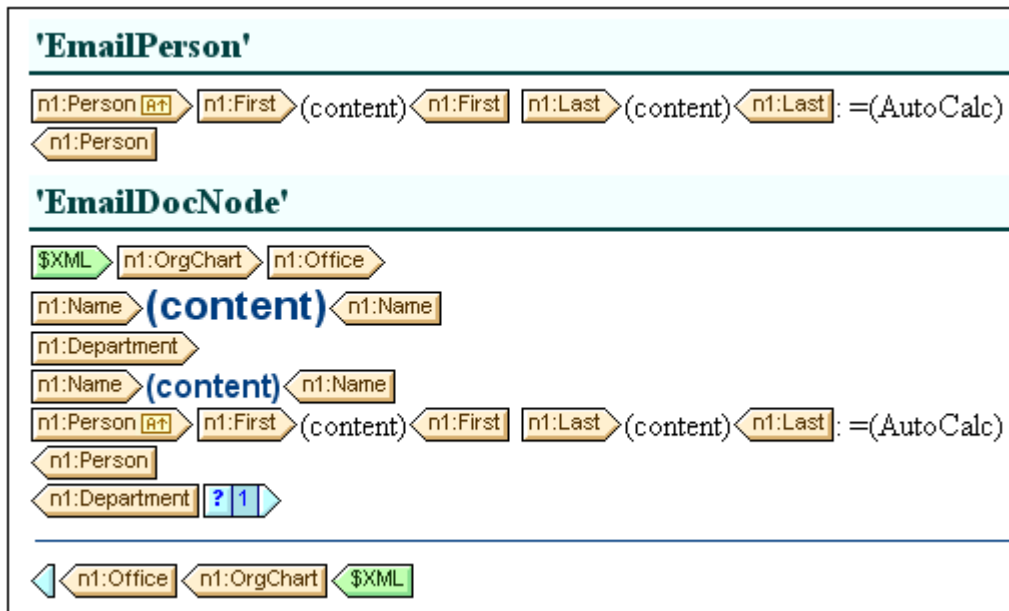 'EmailPerson'
n1:Person n1:First (content) n1:First n1:Last (content) n1:Last : =(AutoCalc)
n1:Person
'EmailDocNode'
$XML n1:OrgChart n1:Office
n1:Name (content) n1:Name
n1:Department
n1:Name (content) n1:Name
n1:Person n1:First (content) n1:First n1:Last (content) n1:Last : =(AutoCalc)
n1:Person
n1:Department ? 1
n1:Office n1:OrgChart $XML